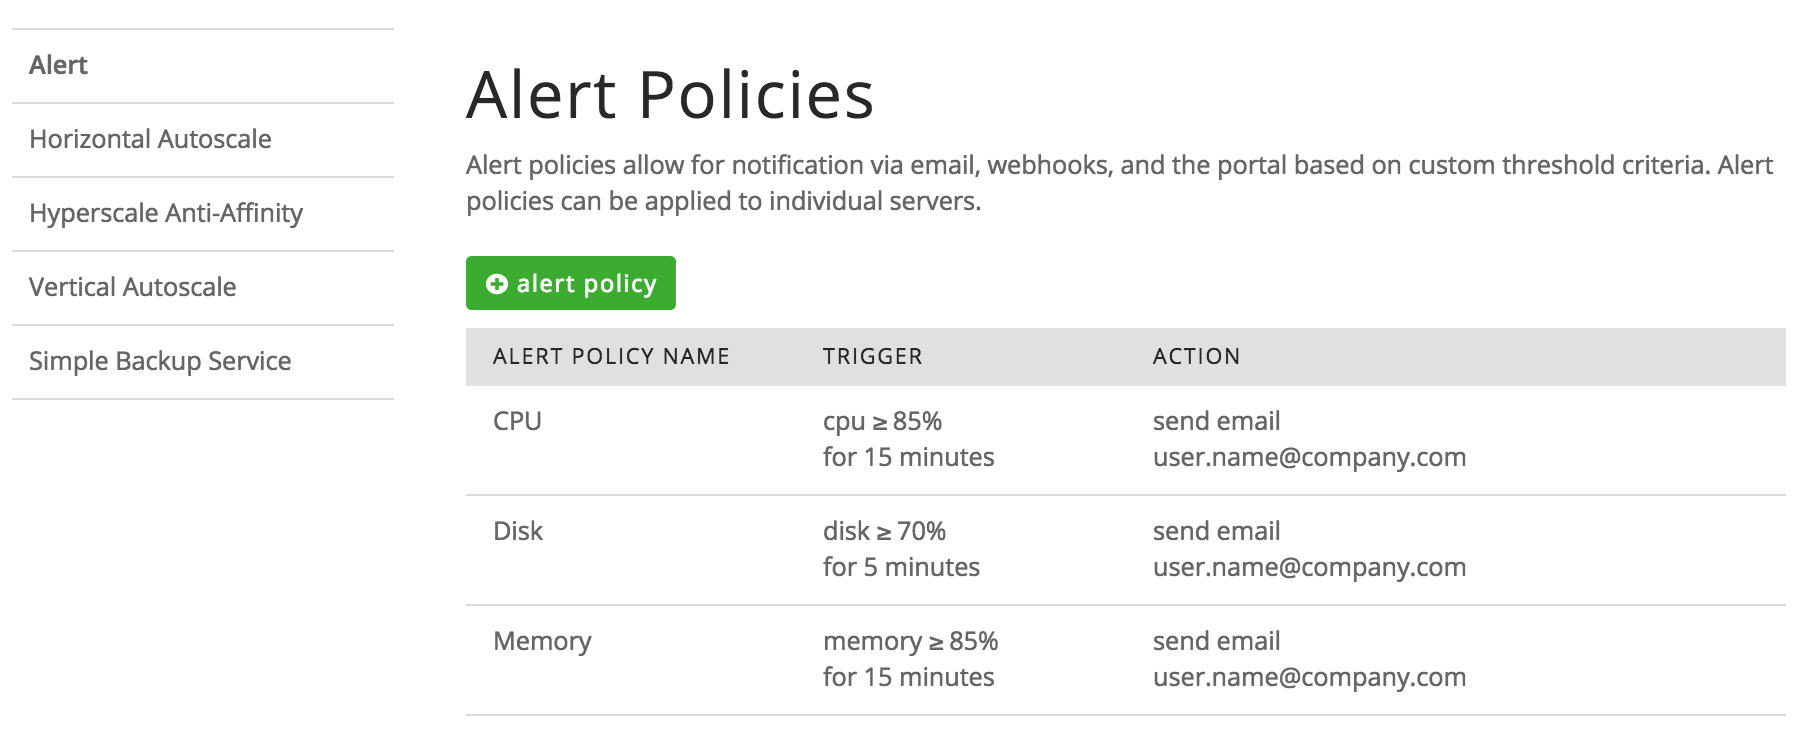 Alert
Horizontal Autoscale
Hyperscale Anti-Affinity
Vertical Autoscale
Simple Backup Service
Alert Policies
Alert policies allow for notification via email, webhooks, and the portal based on custom threshold criteria. Alert
policies can be applied to individual servers.
alert policy
ALERT POLICY NAME TRIGGER ACTION
CPU cpu ≥ 85% send email
for 15 minutes user.name@company.com
Disk disk ≥ 70% send email
for 5 minutes user.name@company.com
Memory memory ≥ 85% send email
for 15 minutes user.name@company.com